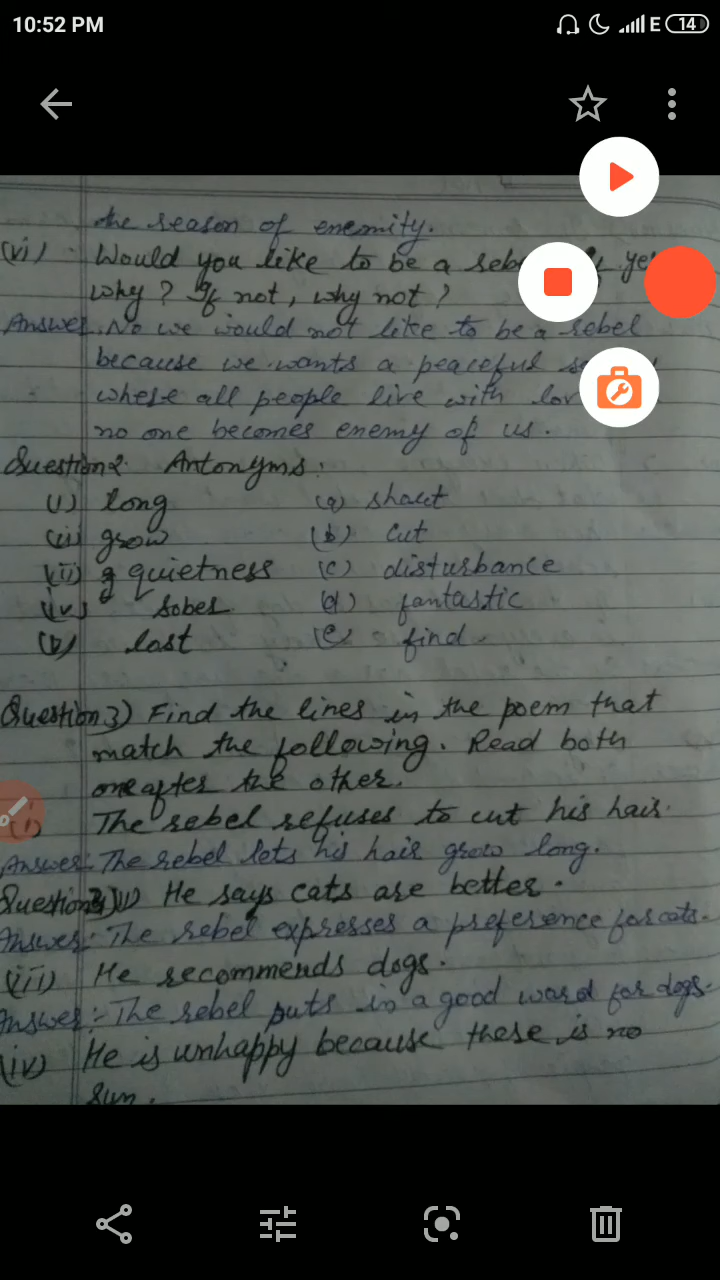 10:52 PM
E 14
the reason of enemity.
(vi) Would you like to be a
why? If not, why not?
Answer. No we would not like to be a rebel
because we wants a peaceful
where all people live with
no one becomes enemy of us.
Question 2 Antonyms:
(i) long (a) short
grow (b) cut
quietness (c) disturbance
(iv) sober (d) fantastic
(v) lost (e) find
Question 3) Find the lines in the poem that
match the following. Read both
one after the other.
(i) The rebel refuses to cut his hair.
Answer: The rebel lets his hair grow long.
Question He says cats are better.
Answer:- The rebel expresses a preference for cats.
(iii) He recommends dogs.
Answer:- The rebel puts in a good word for dogs.
(iv) He is unhappy because there is no
sun.